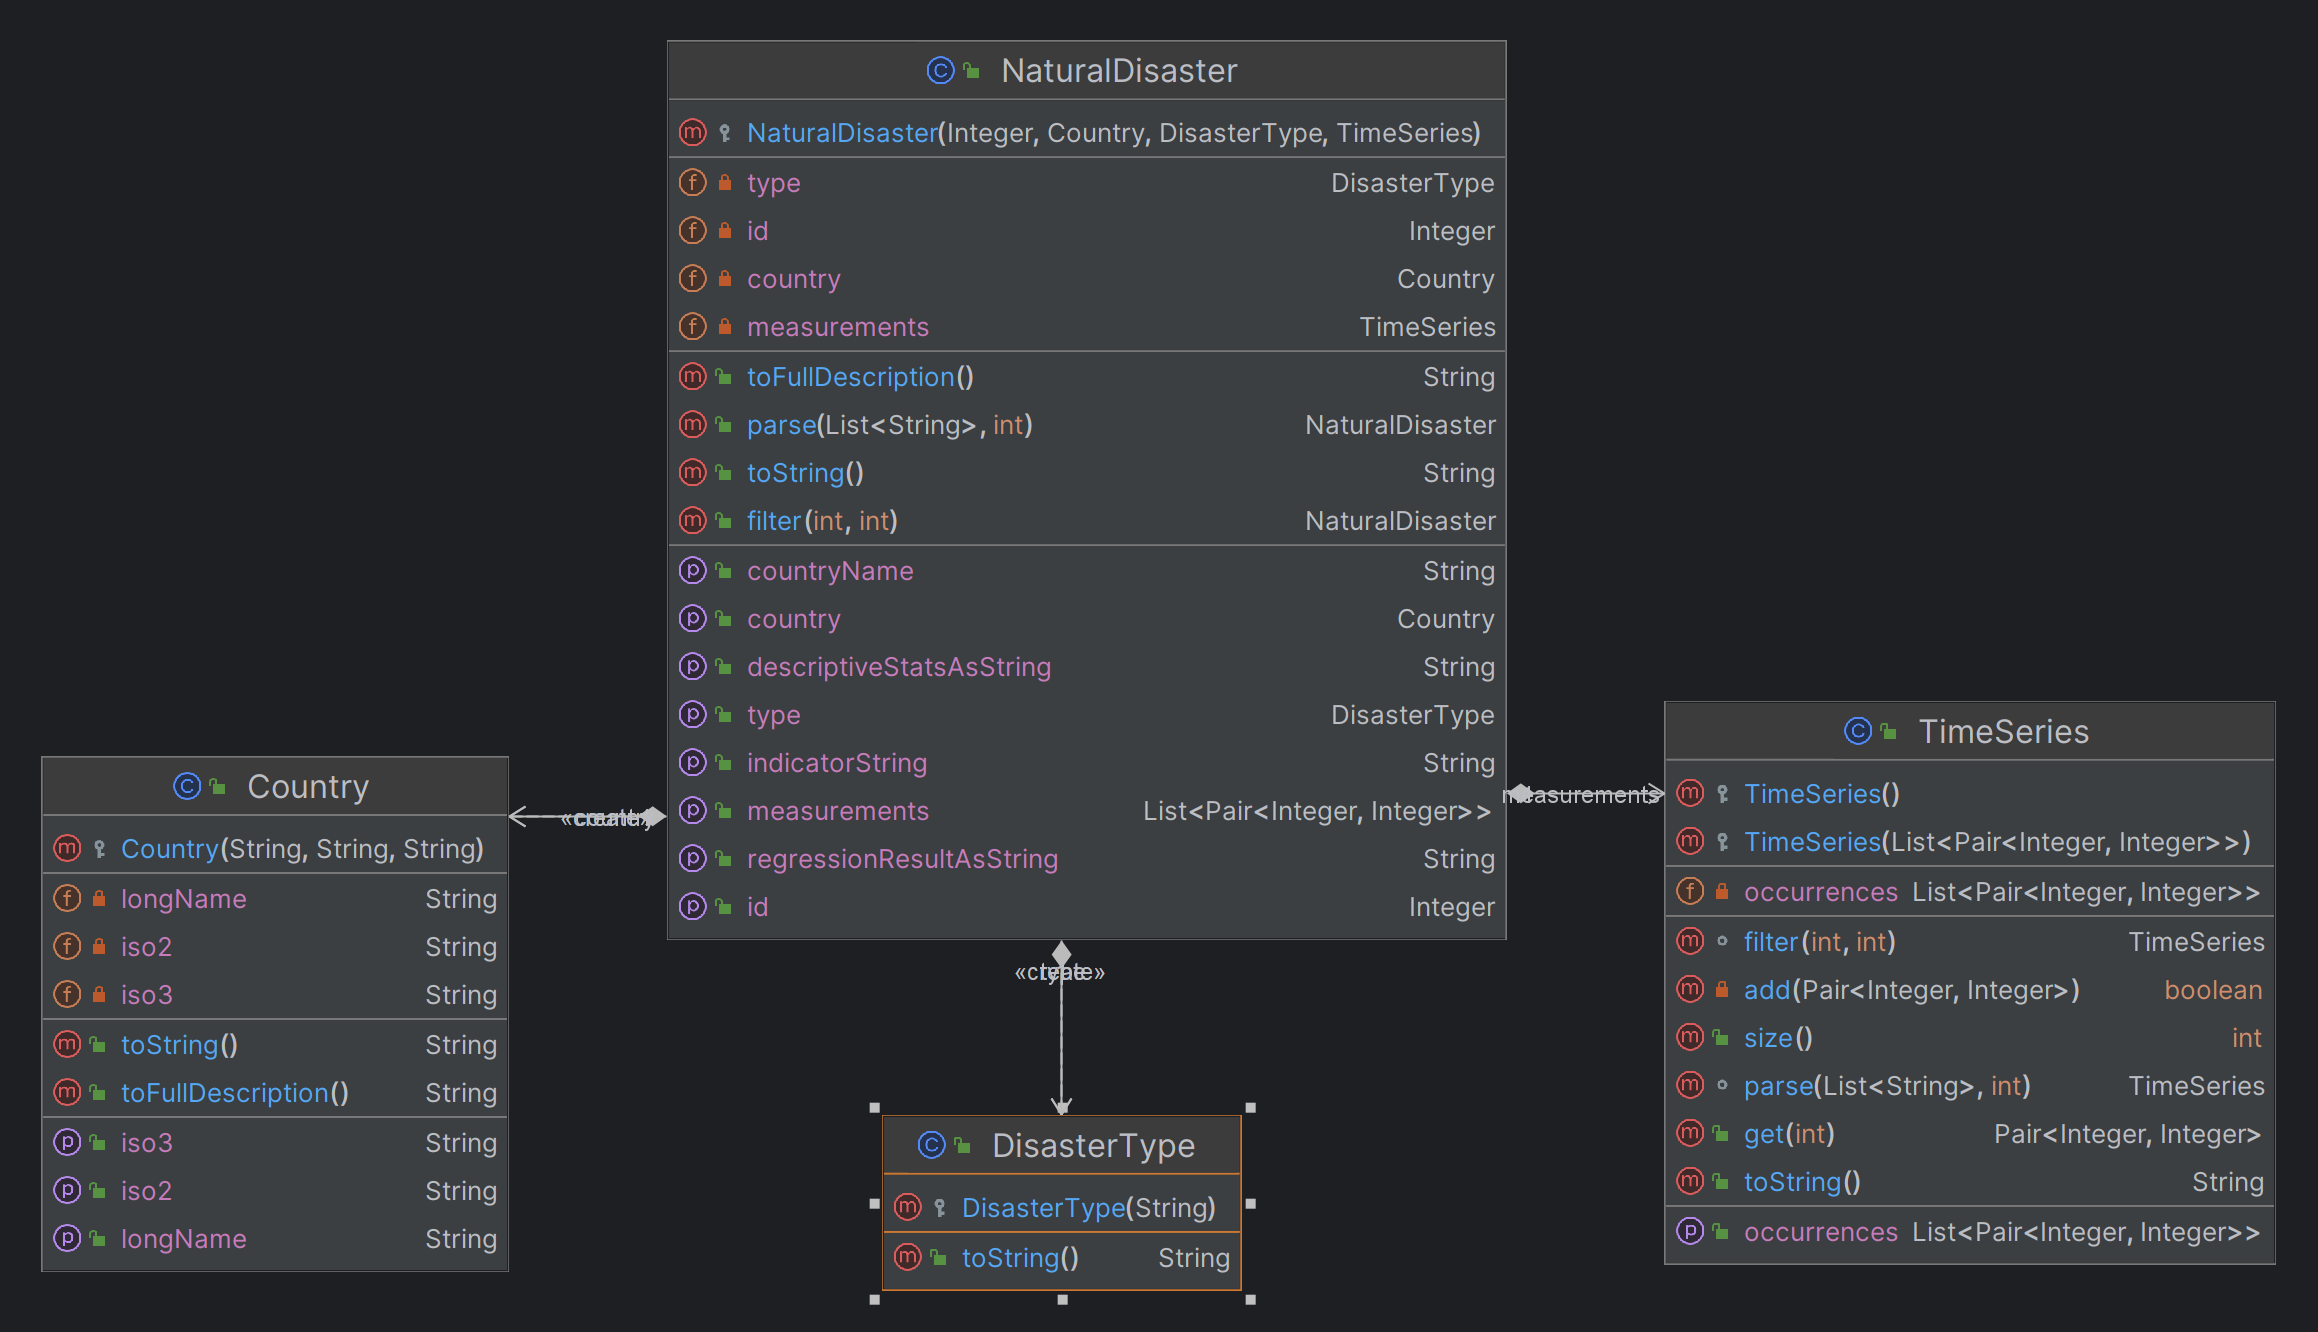 NaturalDisaster
NaturalDisaster(Integer, Country, DisasterType, TimeSeries)
type DisasterType
id Integer
country Country
measurements TimeSeries
toFullDescription() String
parse(List<String>, int) NaturalDisaster
toString() String
filter(int, int) NaturalDisaster
countryName String
country Country
descriptiveStatsAsString String
type DisasterType
indicatorString String
measurements List<Pair<Integer, Integer>>
regressionResultAsString String
id Integer
Country
Country(String, String, String)
longName String
iso2 String
iso3 String
toString() String
toFullDescription() String
iso3 String
iso2 String
longName String
«create»
measurements
TimeSeries
TimeSeries()
TimeSeries(List<Pair<Integer, Integer>>)
occurrences List<Pair<Integer, Integer>>
filter(int, int) TimeSeries
add(Pair<Integer, Integer>) boolean
size() int
parse(List<String>, int) TimeSeries
get(int) Pair<Integer, Integer>
toString() String
occurrences List<Pair<Integer, Integer>>
«create»
type
DisasterType
DisasterType(String)
toString() String